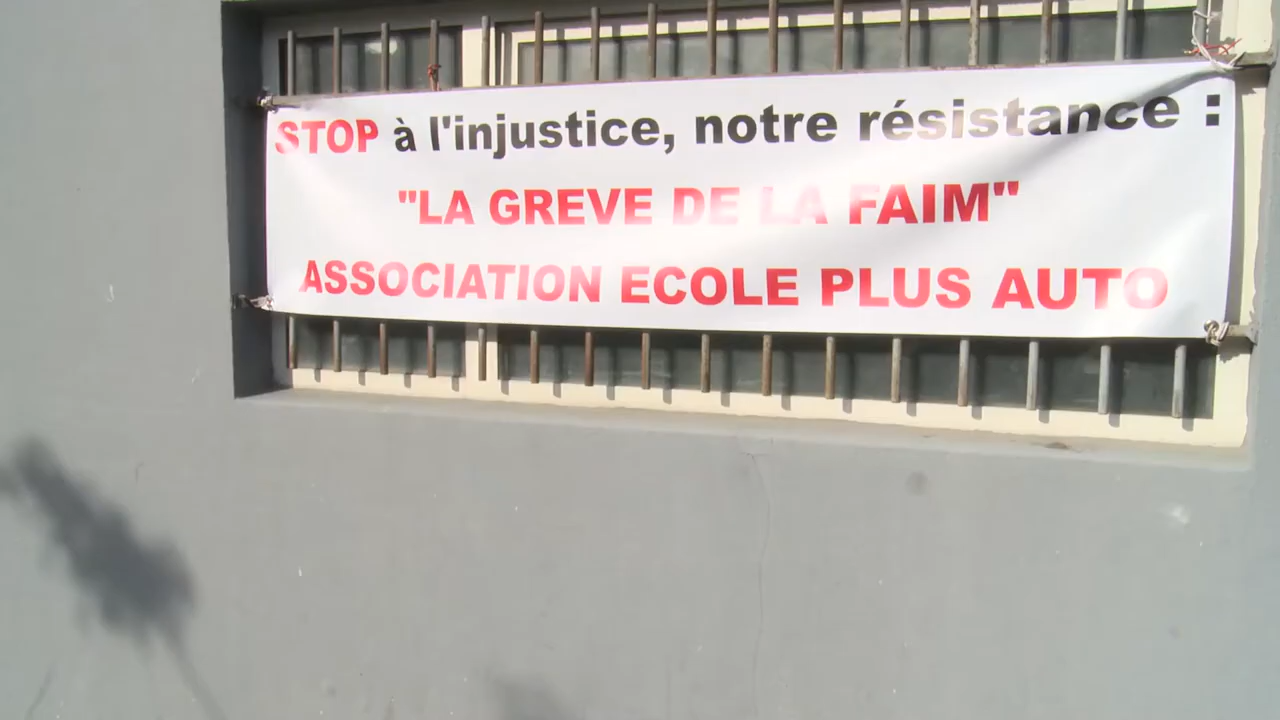 STOP à l'injustice, notre résistance :
"LA GREVE DE LA FAIM"
ASSOCIATION ECOLE PLUS AUTO